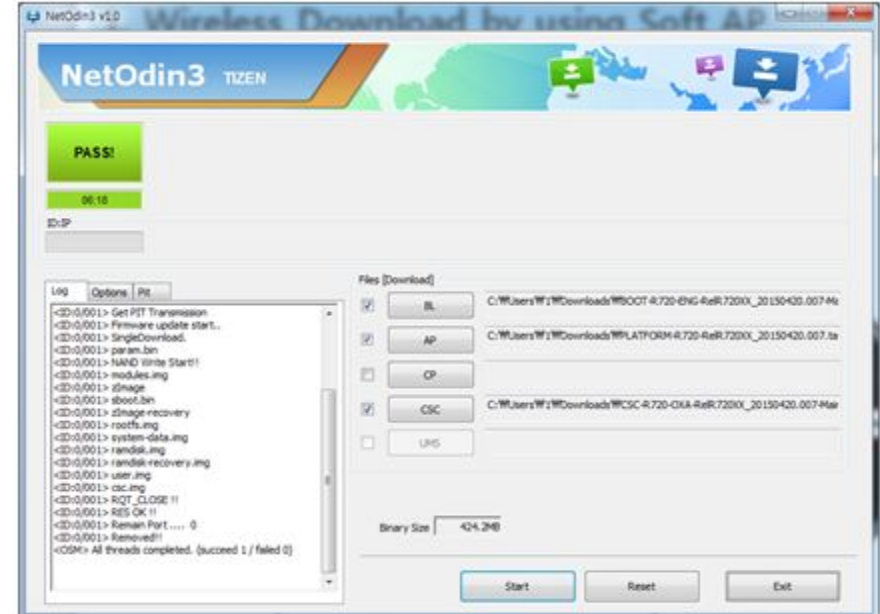 NetOdin3 v1.0
Wireless Download by using Soft AP
NetOdin3 TIZEN
PASS!
06:18
ID:IP
Log Options Pit
<ID:0/001> Get PIT Transmission
<ID:0/001> Firmware update start..
<ID:0/001> SingleDownload.
<ID:0/001> param.bin
<ID:0/001> NAND Write Start!!
<ID:0/001> modules.img
<ID:0/001> zImage
<ID:0/001> sboot.bin
<ID:0/001> zImage-recovery
<ID:0/001> rootfs.img
<ID:0/001> system-data.img
<ID:0/001> ramdisk.img
<ID:0/001> ramdisk-recovery.img
<ID:0/001> user.img
<ID:0/001> csc.img
<ID:0/001> RQT_CLOSE !!
<ID:0/001> RES OK !!
<ID:0/001> Remain Port .... 0
<ID:0/001> Removed!!
<OSM> All threads completed. (succeed 1 / failed 0)
Files [Download]
BL C:₩Users₩1₩Downloads₩BOOT-R720-ENG-RelR720XX_20150420.007-Ma
AP C:₩Users₩1₩Downloads₩PLATFORM-R720-RelR720XX_20150420.007.ta
CP
CSC C:₩Users₩1₩Downloads₩CSC-R720-OXA-RelR720XX_20150420.007-Mair
UMS
Binary Size 424.2MB
Start Reset Exit